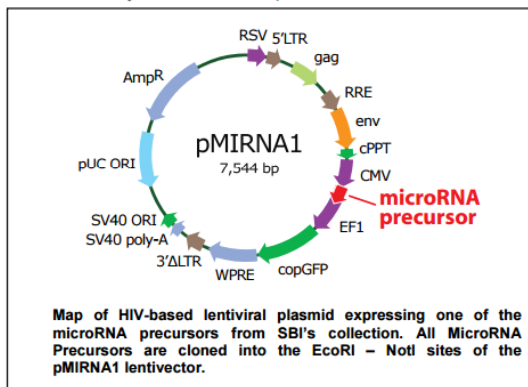 RSV
5'LTR
gag
RRE
env
cPPT
CMV
microRNA
precursor
EF1
copGFP
WPRE
3'ΔLTR
SV40 poly-A
SV40 ORI
pUC ORI
AmpR
pMIRNA1
7,544 bp
Map of HIV-based lentiviral plasmid expressing one of the
microRNA precursors from SBI's collection. All MicroRNA
Precursors are cloned into the EcoRI – NotI sites of the
pMIRNA1 lentivector.